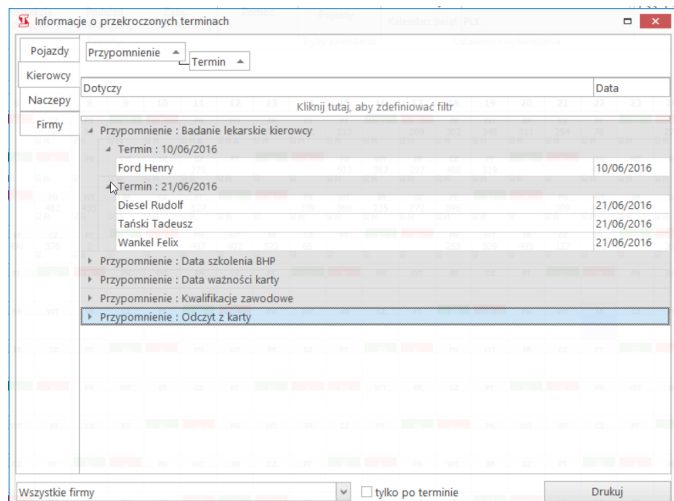 Informacje o przekroczonych terminach
Pojazdy
Kierowcy
Naczepy
Firmy
Przypomnienie
Termin
Dotyczy Data
Kliknij tutaj, aby zdefiniować filtr
Przypomnienie : Badanie lekarskie kierowcy
Termin : 10/06/2016
Ford Henry 10/06/2016
Termin : 21/06/2016
Diesel Rudolf 21/06/2016
Tański Tadeusz 21/06/2016
Wankel Felix 21/06/2016
Przypomnienie : Data szkolenia BHP
Przypomnienie : Data ważności karty
Przypomnienie : Kwalifikacje zawodowe
Przypomnienie : Odczyt z karty
Wszystkie firmy tylko po terminie Drukuj